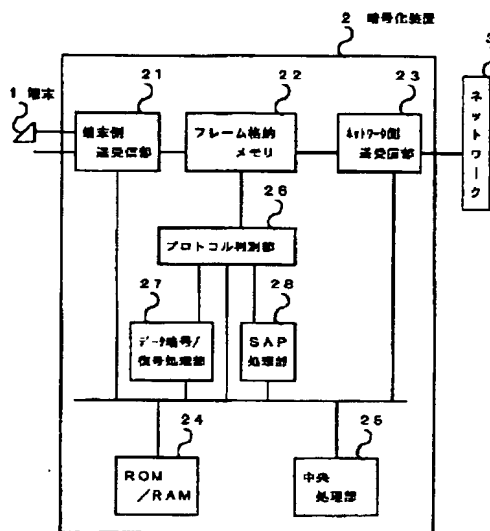 2 暗号化装置
1 端末
21
22
23
3
端末側
送受信部
フレーム格納
メモリ
ネットワーク側
送受信部
ネットワーク
26
プロトコル判別部
27
28
データ暗号/
復号処理部
SAP
処理部
24
25
ROM
/RAM
中央
処理部